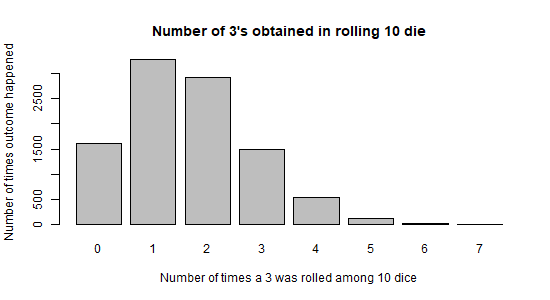 Number of 3's obtained in rolling 10 die
Number of times outcome happened
2500
1500
500
0
0 1 2 3 4 5 6 7
Number of times a 3 was rolled among 10 dice